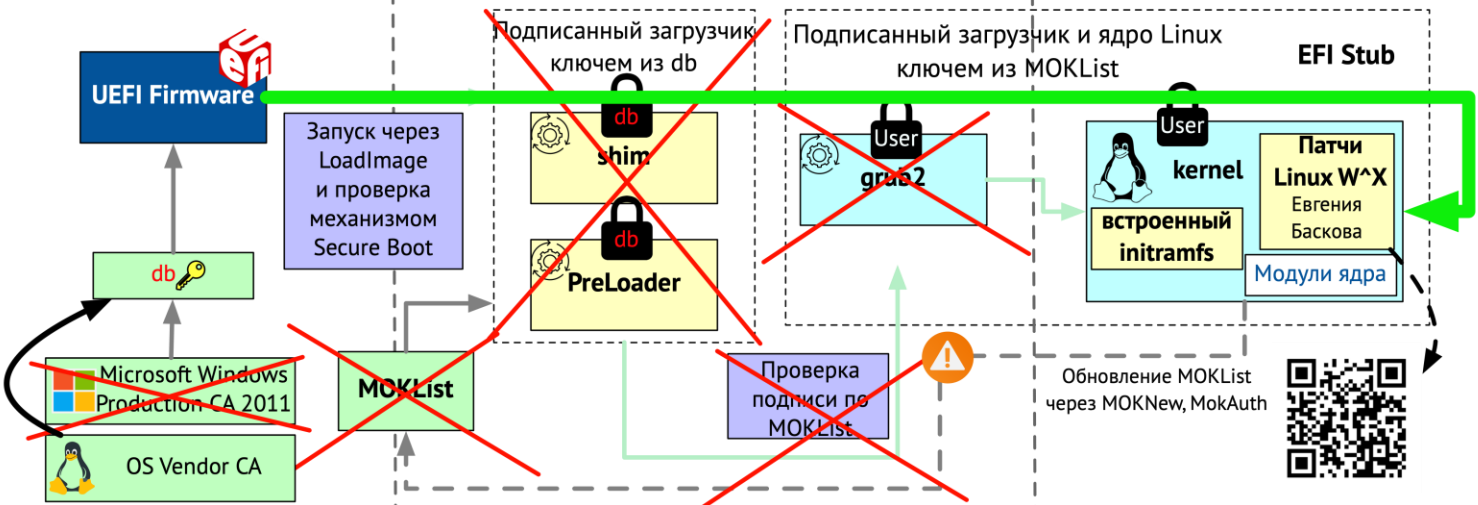 Подписанный загрузчик
ключем из db
Подписанный загрузчик и ядро Linux
ключем из MOKList
EFI Stub
UEFI
UEFI Firmware
Запуск через
LoadImage
и проверка
механизмом
Secure Boot
db
shim
db
PreLoader
User
grub2
User
kernel
встроенный
initramfs
Патчи
Linux W^X
Евгения
Баскова
Модули ядра
db
Microsoft Windows
Production CA 2011
OS Vendor CA
MOKList
Проверка
подписи по
MOKList
Обновление MOKList
через MOKNew, MokAuth